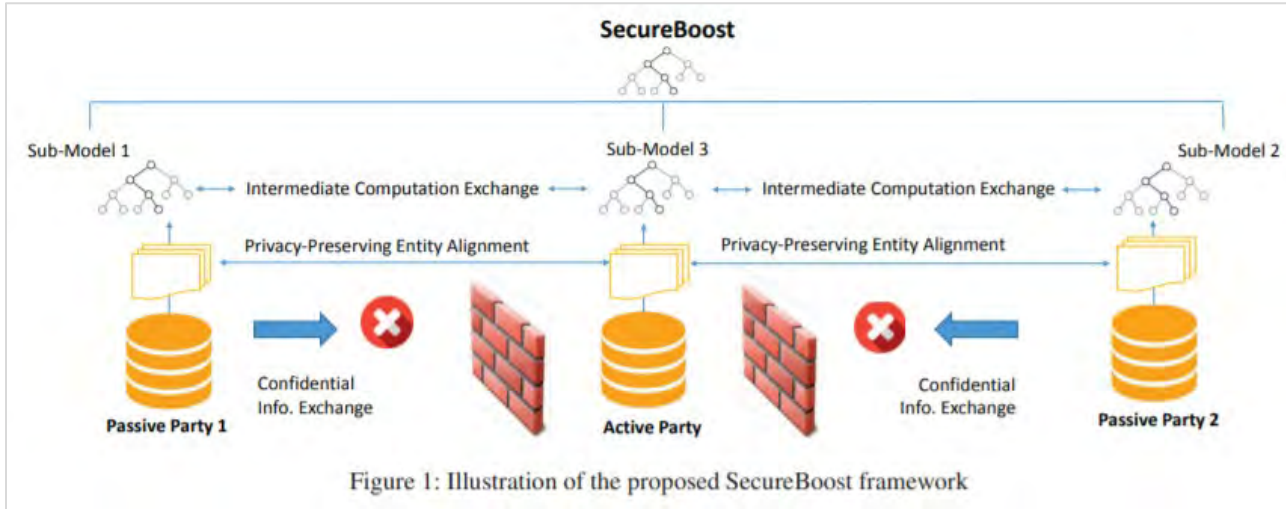 SecureBoost
Sub-Model 1
Sub-Model 3
Sub-Model 2
Intermediate Computation Exchange
Intermediate Computation Exchange
Privacy-Preserving Entity Alignment
Privacy-Preserving Entity Alignment
Confidential
Info. Exchange
Confidential
Info. Exchange
Passive Party 1
Active Party
Passive Party 2
Figure 1: Illustration of the proposed SecureBoost framework